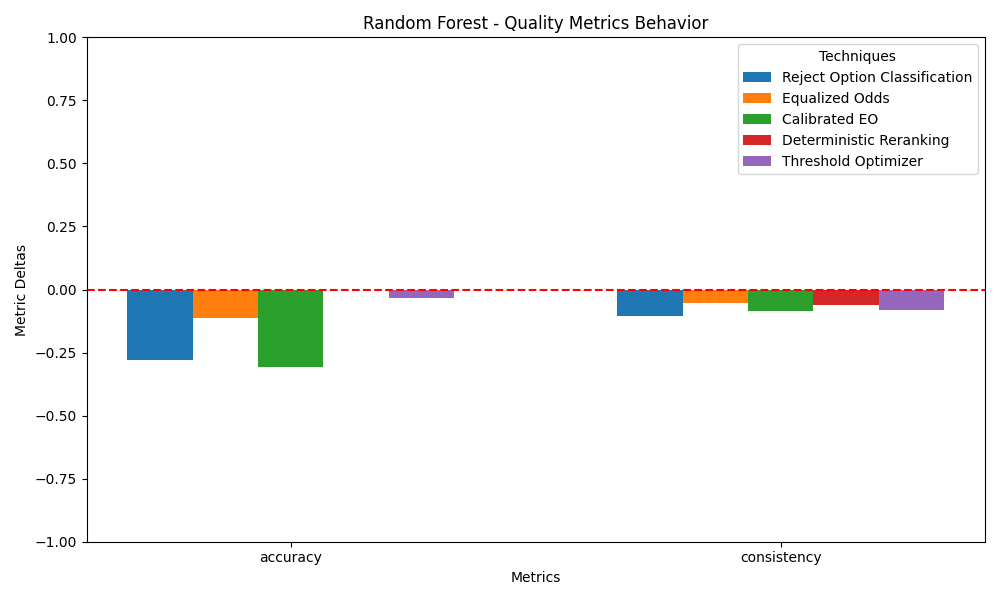 Random Forest - Quality Metrics Behavior
Techniques
Reject Option Classification
Equalized Odds
Calibrated EO
Deterministic Reranking
Threshold Optimizer
Metric Deltas
1.00
0.75
0.50
0.25
0.00
−0.25
−0.50
−0.75
−1.00
accuracy
consistency
Metrics